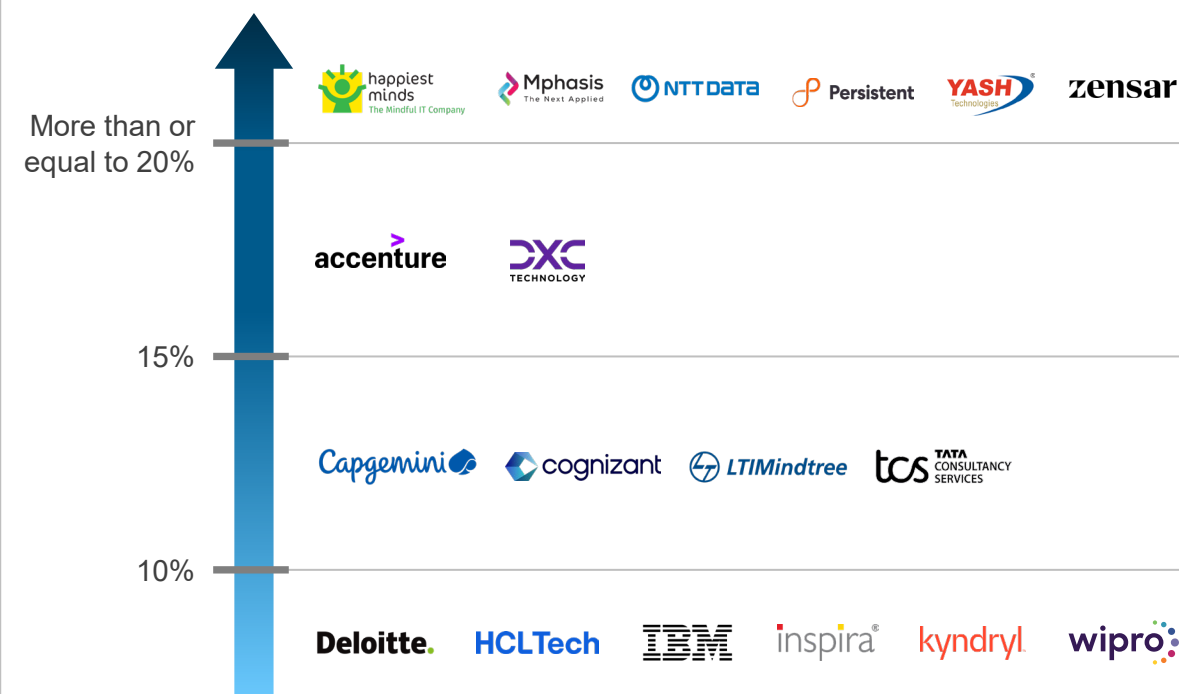 happiest
minds
The Mindful IT Company
Mphasis
The Next Applied
NTT DATA
Persistent
YASH®
Technologies
zensar
More than or
equal to 20%
accenture
>
DXC
TECHNOLOGY
15%
Capgemini
cognizant
LTIMindtree
tcs
TATA
CONSULTANCY
SERVICES
10%
Deloitte.
HCLTech
IBM
inspira®
kyndryl
wipro